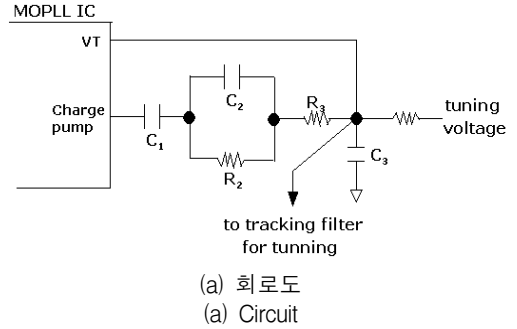 MOPLL IC
VT
Charge
pump
C1
C2
R2
R3
C3
tuning
voltage
to tracking filter
for tunning
(a) 회로도
(a) Circuit